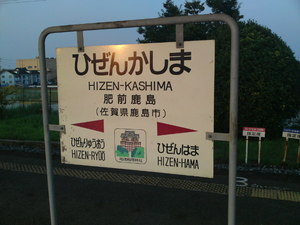 ひぜんかしま
HIZEN-KASHIMA
肥前鹿島
(佐賀県鹿島市)
ひぜんりゅうおう
HIZEN-RYŪŌ
ひぜんはま
HIZEN-HAMA